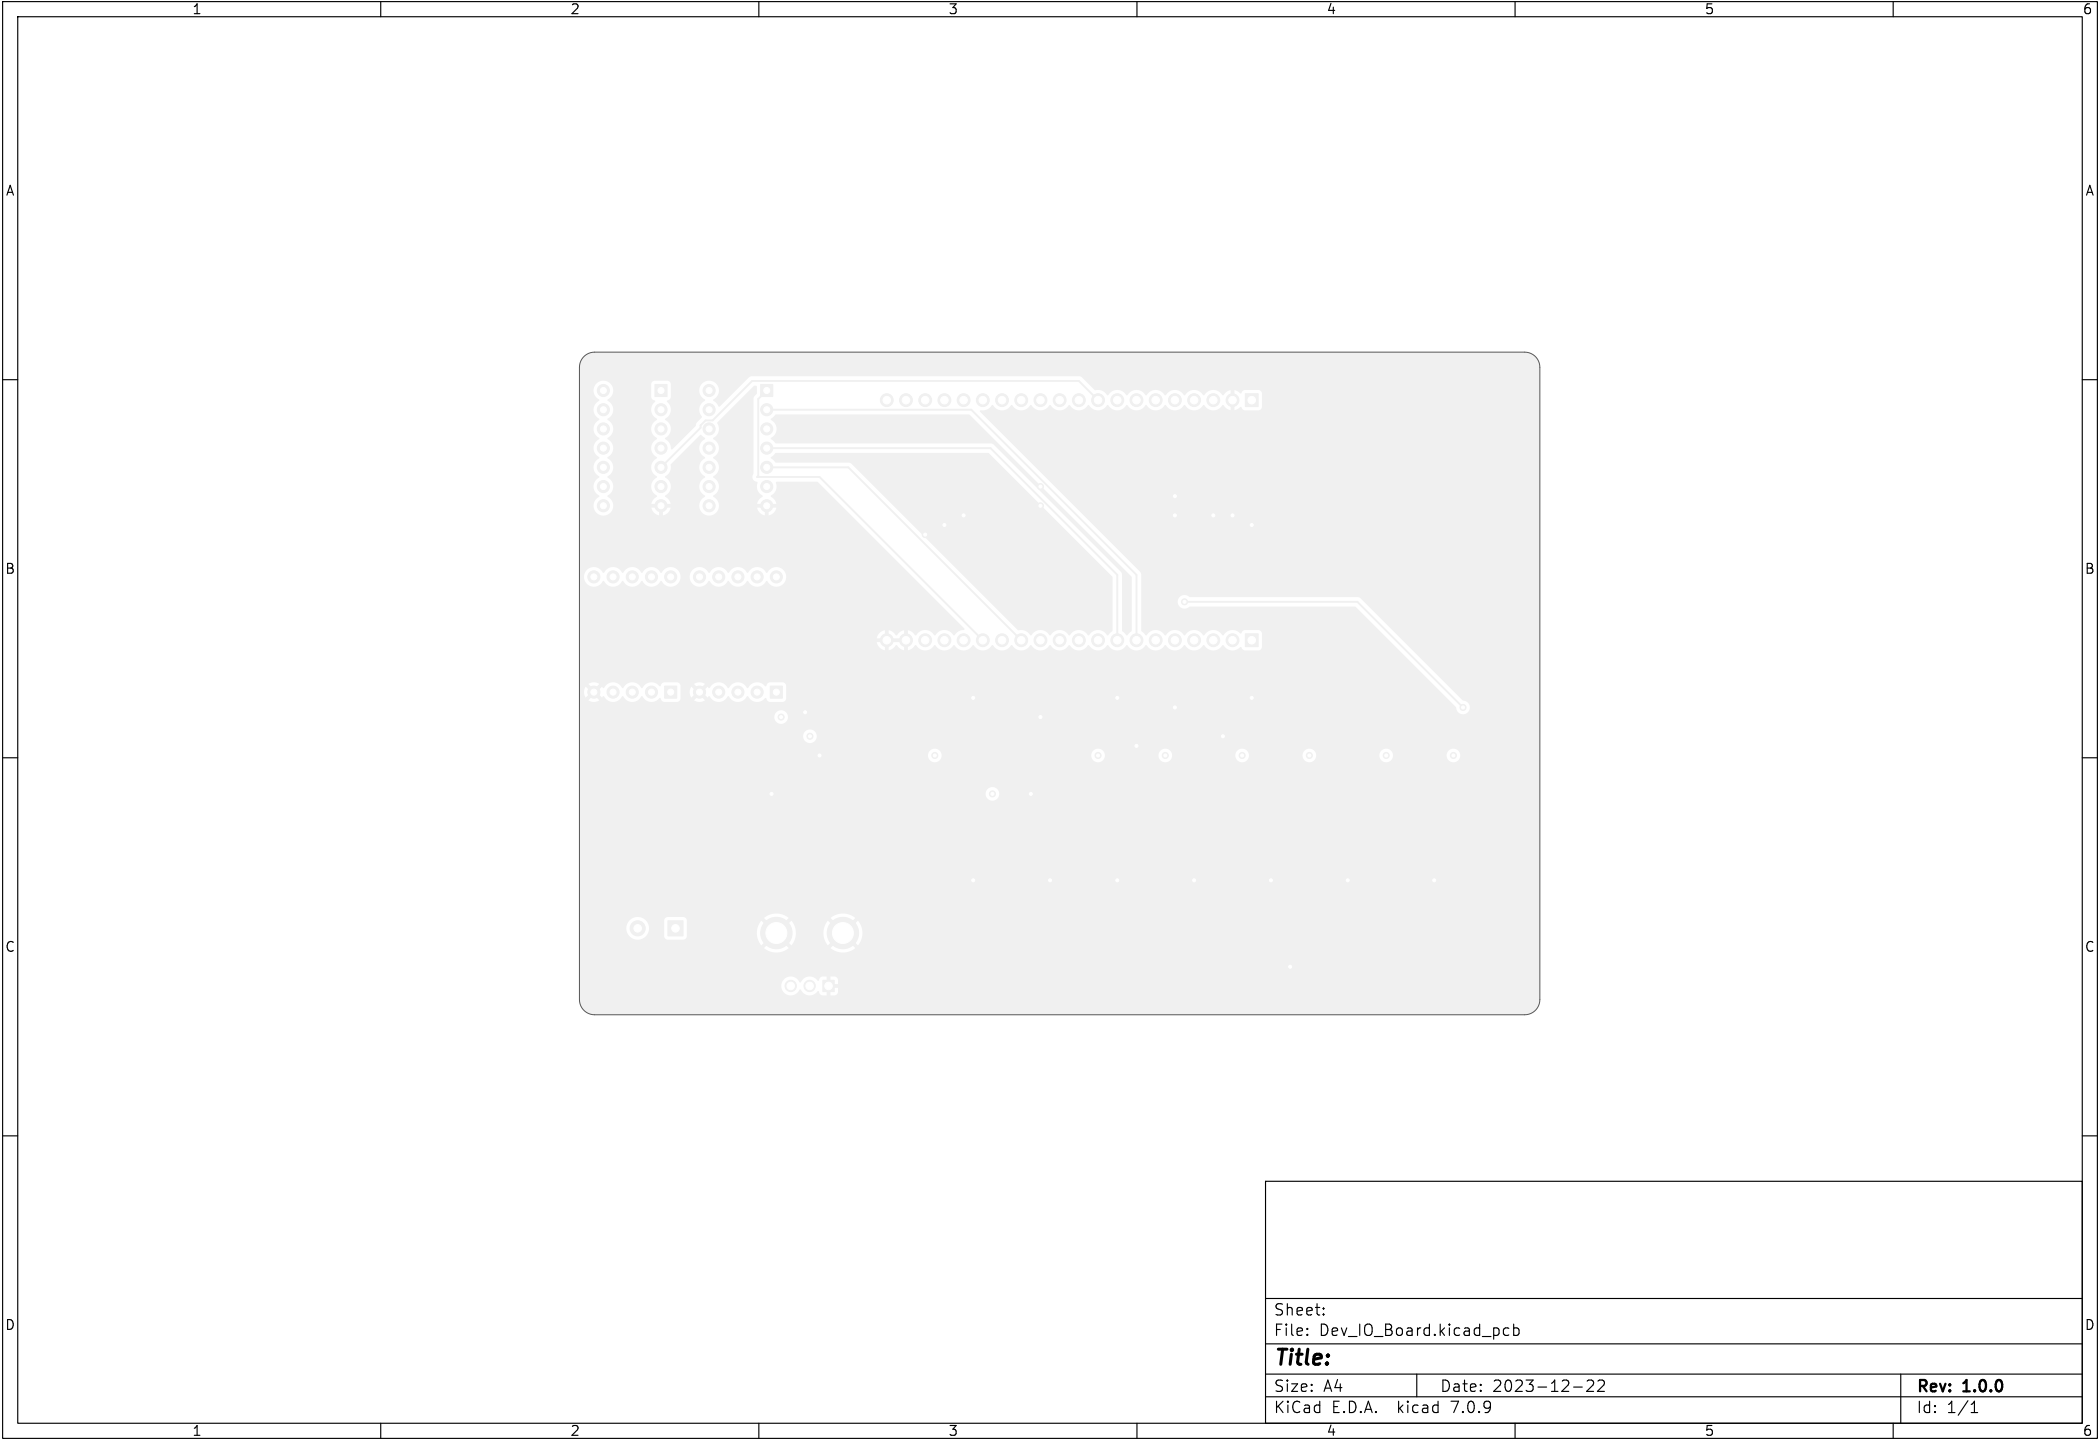 1 2 3 4 5 6
A A
B B
C C
D D
Sheet:
File: Dev_IO_Board.kicad_pcb
Title:
Size: A4 Date: 2023-12-22 Rev: 1.0.0
KiCad E.D.A. kicad 7.0.9 Id: 1/1
1 2 3 4 5 6